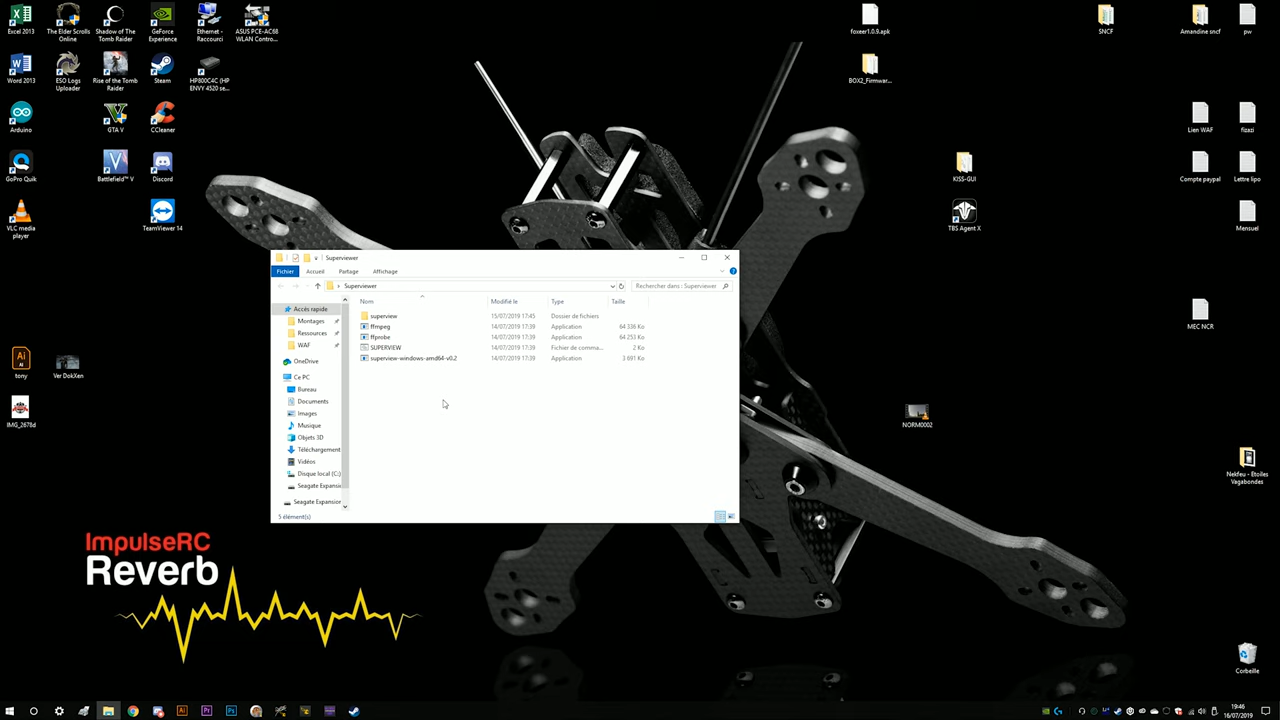 Excel 2013
The Elder Scrolls
Online
Shadow of The
Tomb Raider
GeForce
Experience
Ethernet -
Raccourci
ASUS PCE-AC68
WLAN Contro...
foxeer1.0.9.apk
SNCF
Amandine sncf
pw
Word 2013
ESO Logs
Uploader
Rise of the Tomb
Raider
Steam
HP800C4C (HP
ENVY 4520 se...
BOX2_Firmwar...
Arduino
GTA V
CCleaner
Lien WAF
fizazi
GoPro Quik
Battlefield™ V
Discord
KISS-GUI
Compte paypal
Lettre lipo
VLC media
player
TeamViewer 14
TBS Agent X
Mensuel
Superviewer
Fichier
Accueil
Partage
Affichage
Superviewer
Rechercher dans : Superviewer
Nom
Modifié le
Type
Taille
superview
15/07/2019 17:45
Dossier de fichiers
ffmpeg
14/07/2019 17:39
Application
64 336 Ko
ffprobe
14/07/2019 17:39
Application
64 253 Ko
SUPERVIEW
14/07/2019 17:39
Fichier de comma...
2 Ko
superview-windows-amd64-v0.2
14/07/2019 17:39
Application
3 691 Ko
Accès rapide
Montages
Ressources
WAF
OneDrive
Ce PC
Bureau
Documents
Images
Musique
Objets 3D
Téléchargement
Vidéos
Disque local (C:)
Seagate Expansi
Seagate Expansion
5 élément(s)
MEC NCR
Ai
tony
Ver DokXen
IMG_2678d
NORM0002
Nekfeu - Etoiles
Vagabondes
ImpulseRC
Reverb
Corbeille
Ai
Pr
Ps
19:46
16/07/2019